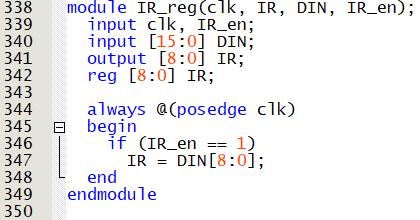 338 module IR_reg(clk, IR, DIN, IR_en);
339 input clk, IR_en;
340 input [15:0] DIN;
341 output [8:0] IR;
342 reg [8:0] IR;
343
344 always @(posedge clk)
345 begin
346 if (IR_en == 1)
347 IR = DIN[8:0];
348 end
349 endmodule
350